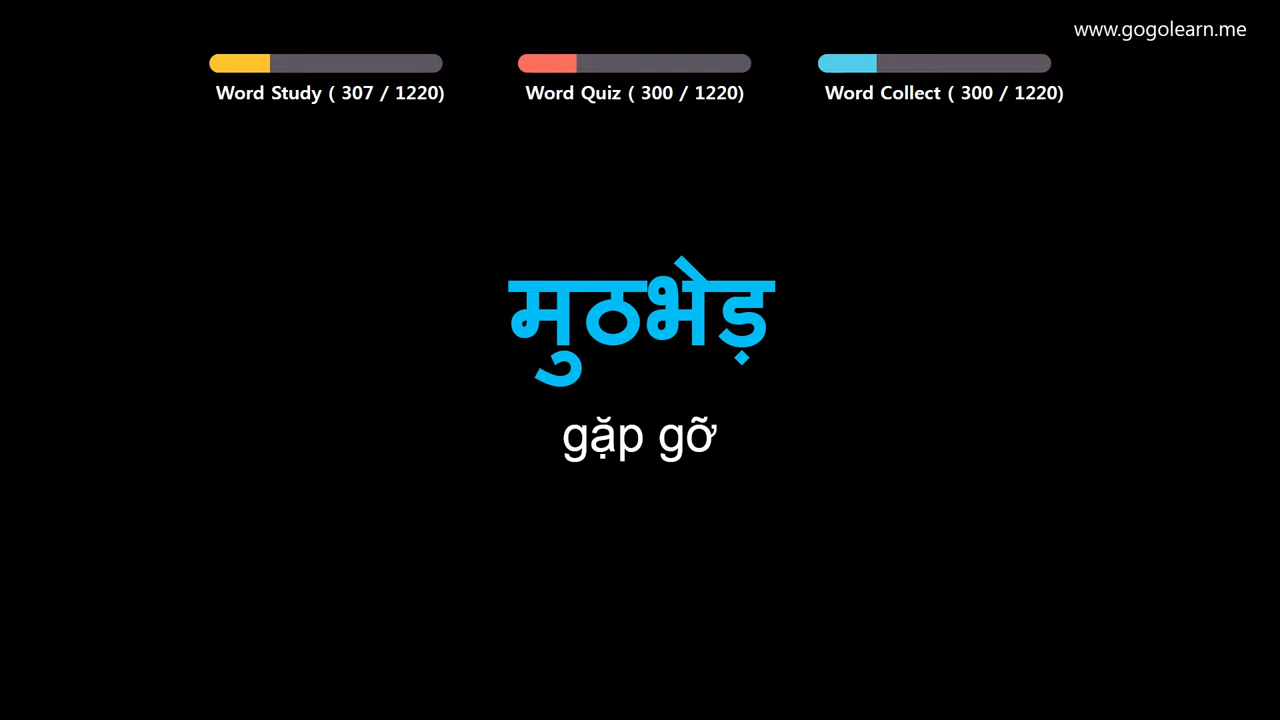 www.gogolearn.me
Word Study ( 307 / 1220)
Word Quiz ( 300 / 1220)
Word Collect ( 300 / 1220)
मुठभेड़
gặp gỡ